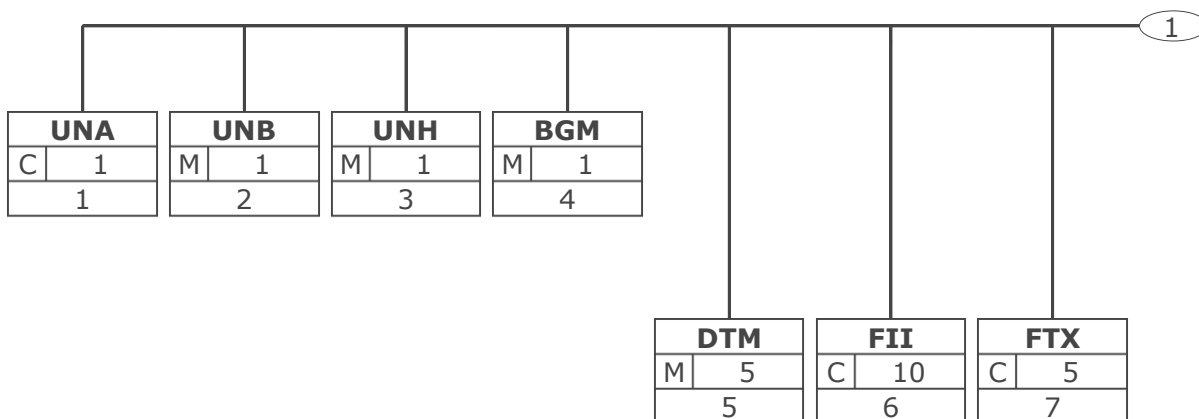 1
UNA UNB UNH BGM
C 1 M 1 M 1 M 1
1 2 3 4
DTM FII FTX
M 5 C 10 C 5
5 6 7